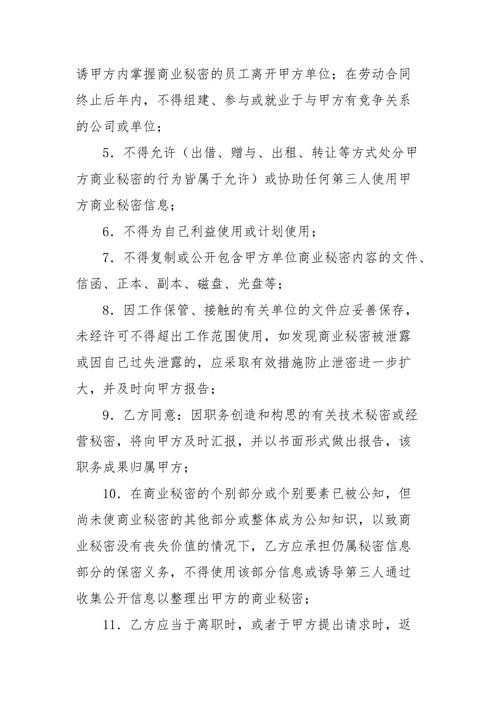 诱甲方内掌握商业秘密的员工离开甲方单位；在劳动合同
终止后年内，不得组建、参与或就业于与甲方有竞争关系
的公司或单位；
5．不得允许（出借、赠与、出租、转让等方式处分甲
方商业秘密的行为皆属于允许）或协助任何第三人使用甲
方商业秘密信息；
6．不得为自己利益使用或计划使用；
7．不得复制或公开包含甲方单位商业秘密内容的文件、
信函、正本、副本、磁盘、光盘等；
8．因工作保管、接触的有关单位的文件应妥善保存，
未经许可不得超出工作范围使用，如发现商业秘密被泄露
或因自己过失泄露的，应采取有效措施防止泄密进一步扩
大，并及时向甲方报告；
9．乙方同意：因职务创造和构思的有关技术秘密或经
营秘密，将向甲方及时汇报，并以书面形式做出报告，该
职务成果归属甲方；
10．在商业秘密的个别部分或个别要素已被公知，但
尚未使商业秘密的其他部分或整体成为公知知识，以致商
业秘密没有丧失价值的情况下，乙方应承担仍属秘密信息
部分的保密义务，不得使用该部分信息或诱导第三人通过
收集公开信息以整理出甲方的商业秘密；
11．乙方应当于离职时，或者于甲方提出请求时，返